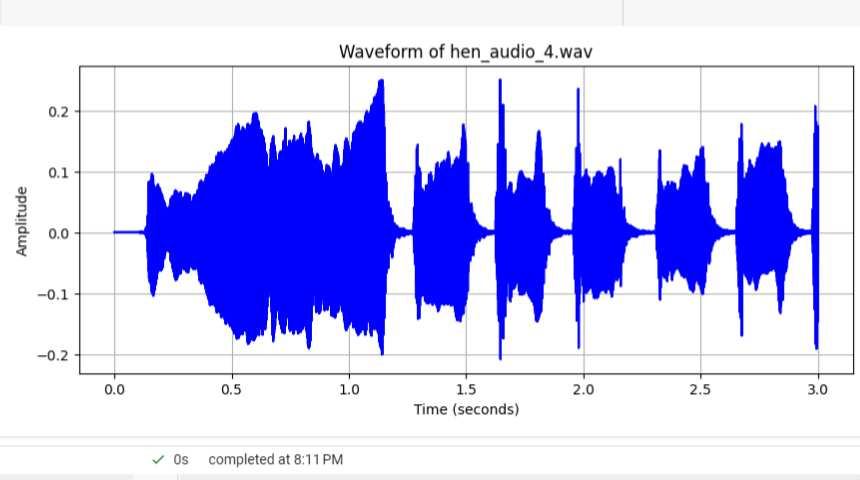 Waveform of hen_audio_4.wav
0.2
0.1
0.0
−0.1
−0.2
Amplitude
0.0 0.5 1.0 1.5 2.0 2.5 3.0
Time (seconds)
0s completed at 8:11 PM